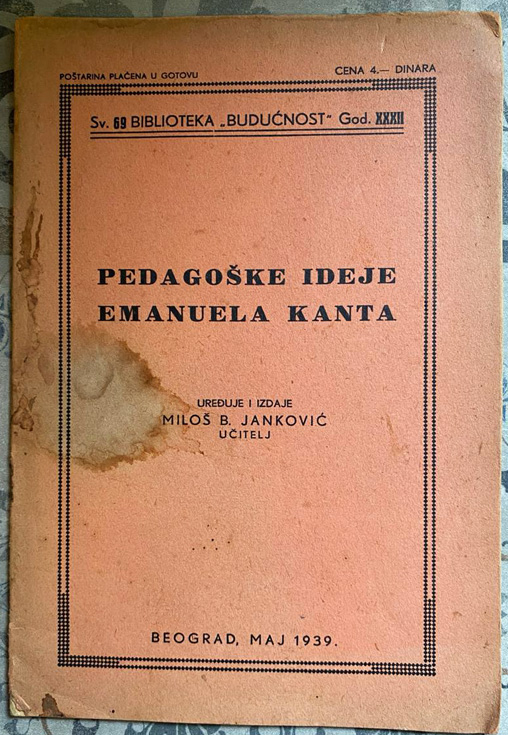 POŠTARINA PLAĆENA U GOTOVU
CENA 4.— DINARA
Sv. 69 BIBLIOTEKA „BUDUĆNOST“ God. XXXII
PEDAGOŠKE IDEJE
EMANUELA KANTA
UREĐUJE I IZDAJE
MILOŠ B. JANKOVIĆ
UČITELJ
BEOGRAD, MAJ 1939.